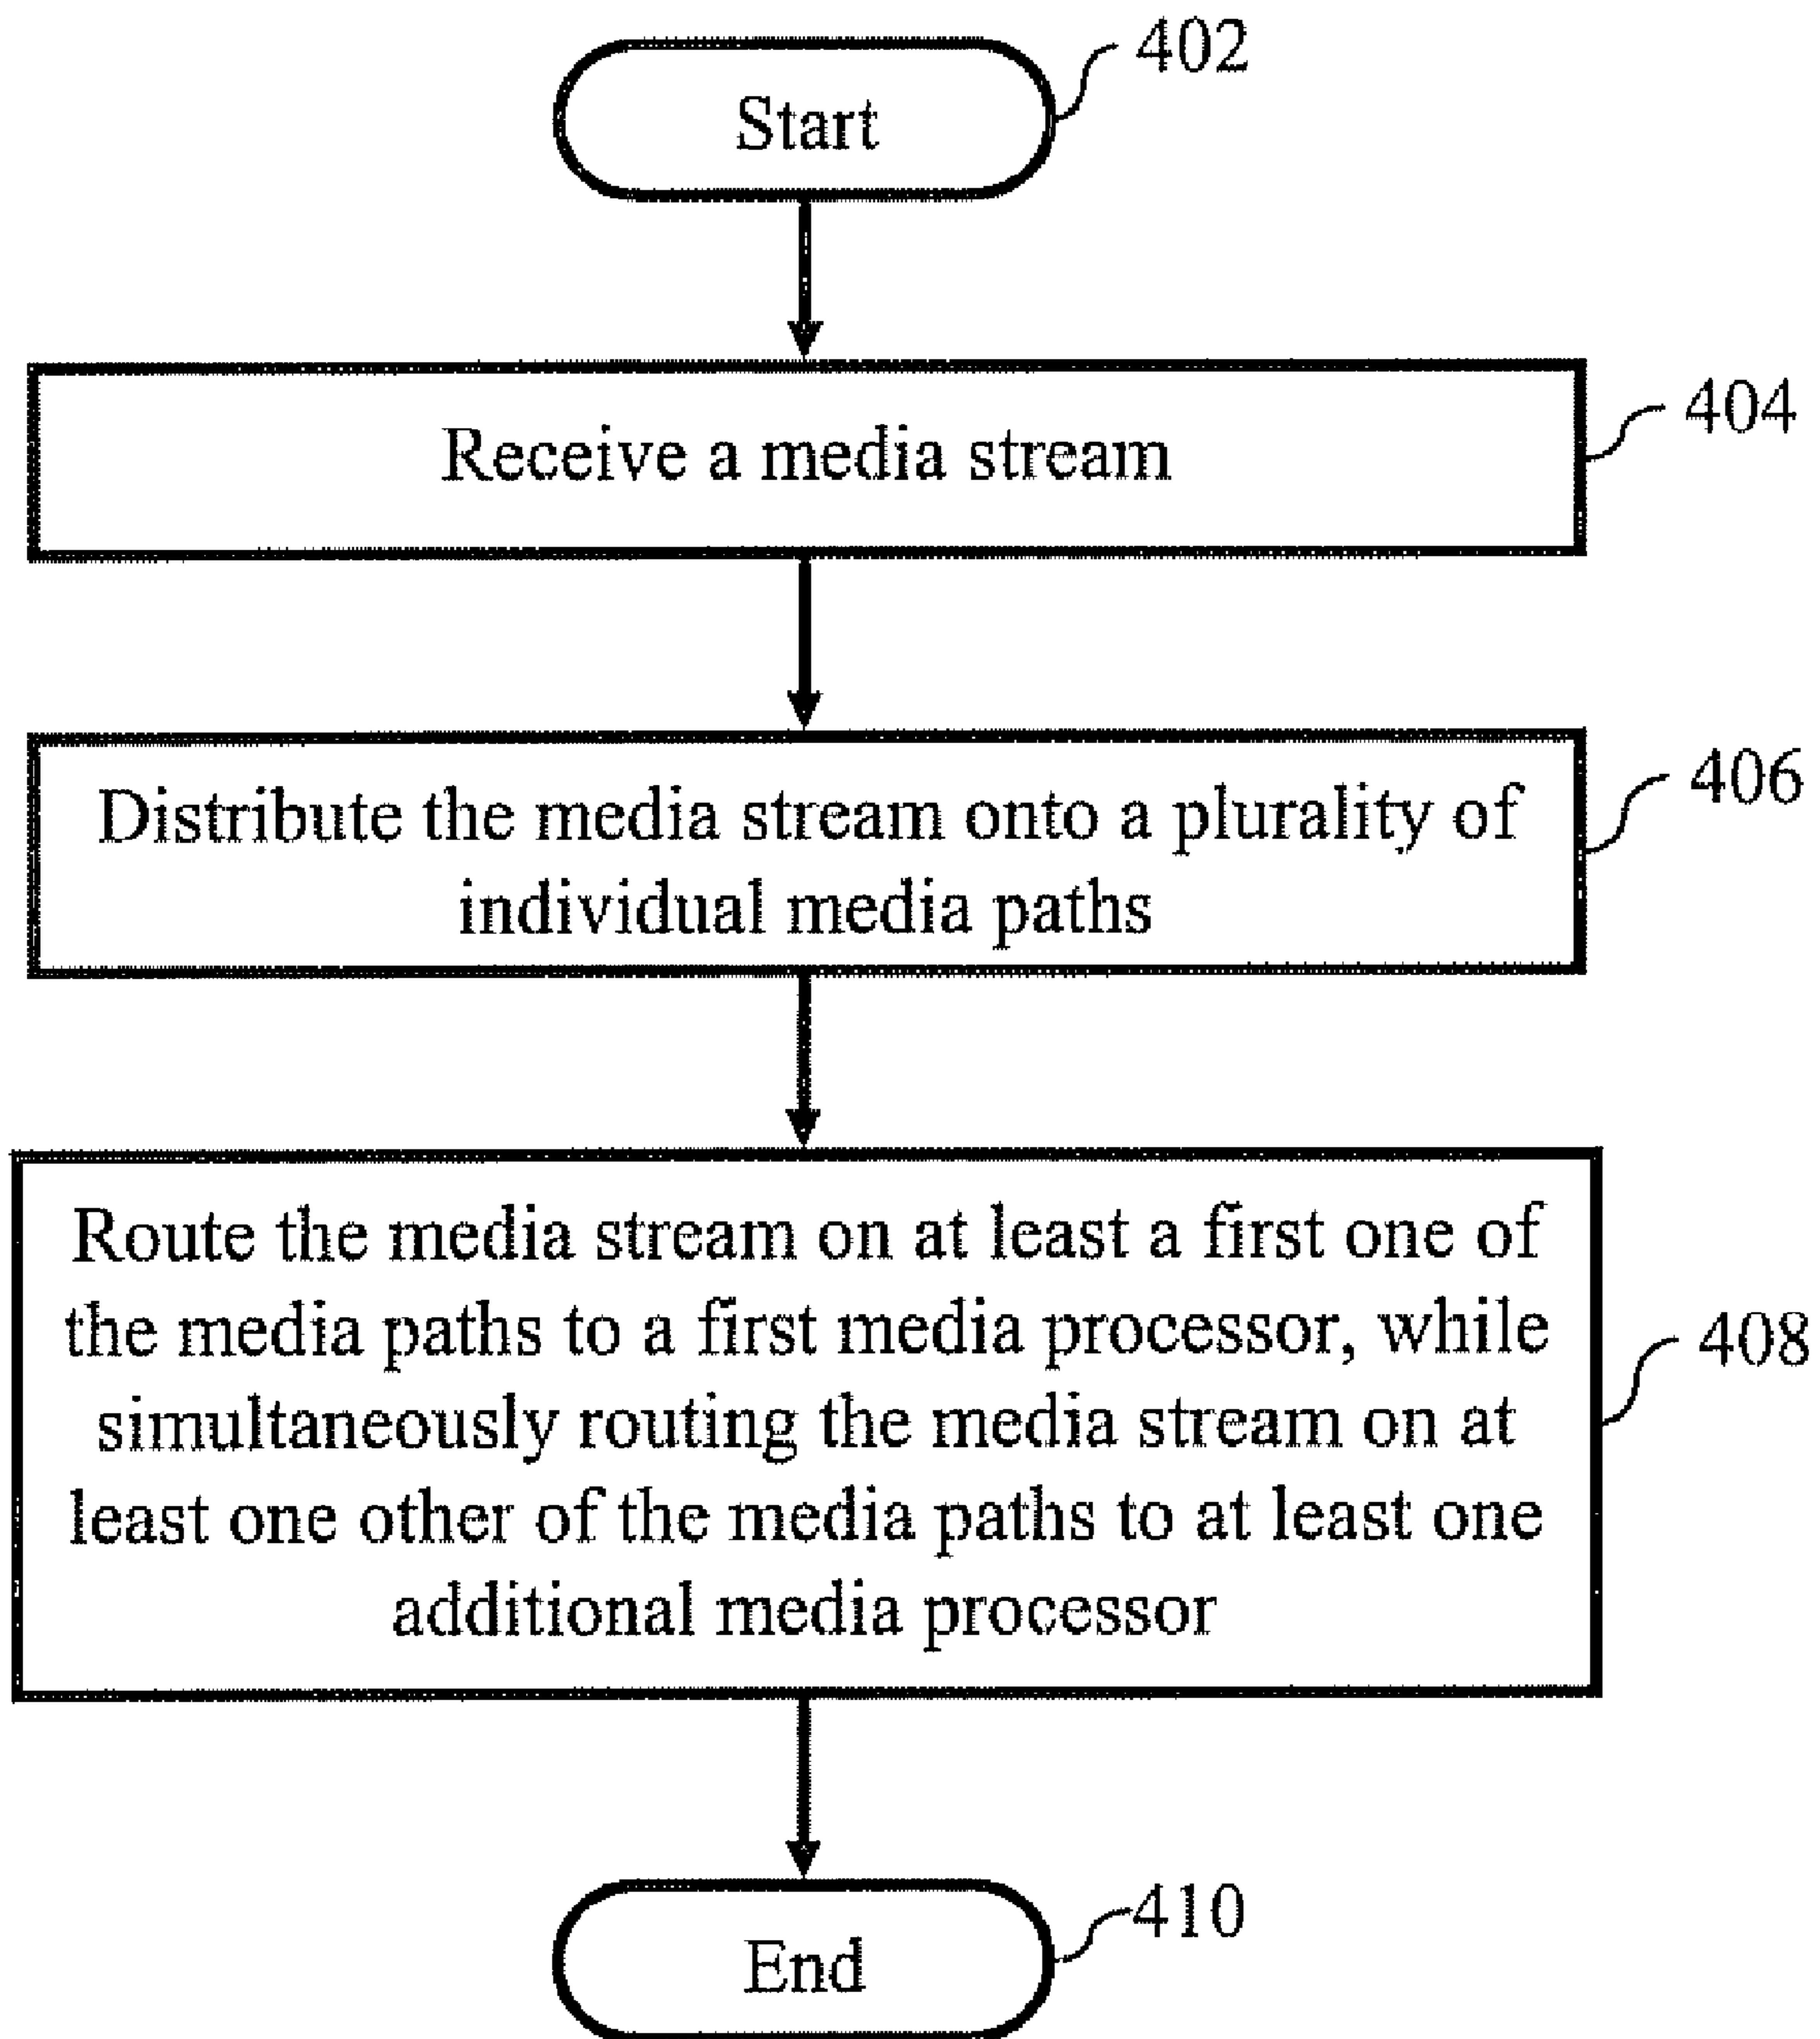 402
Start
404
Receive a media stream
406
Distribute the media stream onto a plurality of
individual media paths
Route the media stream on at least a first one of
the media paths to a first media processor, while
408
simultaneously routing the media stream on at
least one other of the media paths to at least one
additional media processor
410
End